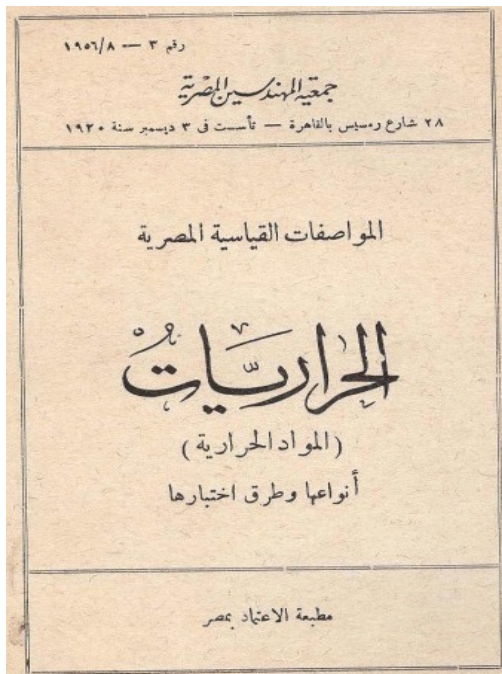 رقم ٣ — ١٩٥٦/٨
جمعية المهندسين المصرية
٢٨ شارع رمسيس بالقاهرة — تأسست فى ٣ ديسمبر سنة ١٩٢٠
المواصفات القياسية المصرية
الحراريات
(المواد الحرارية)
أنواعها وطرق اختبارها
مطبعة الاعتماد بمصر